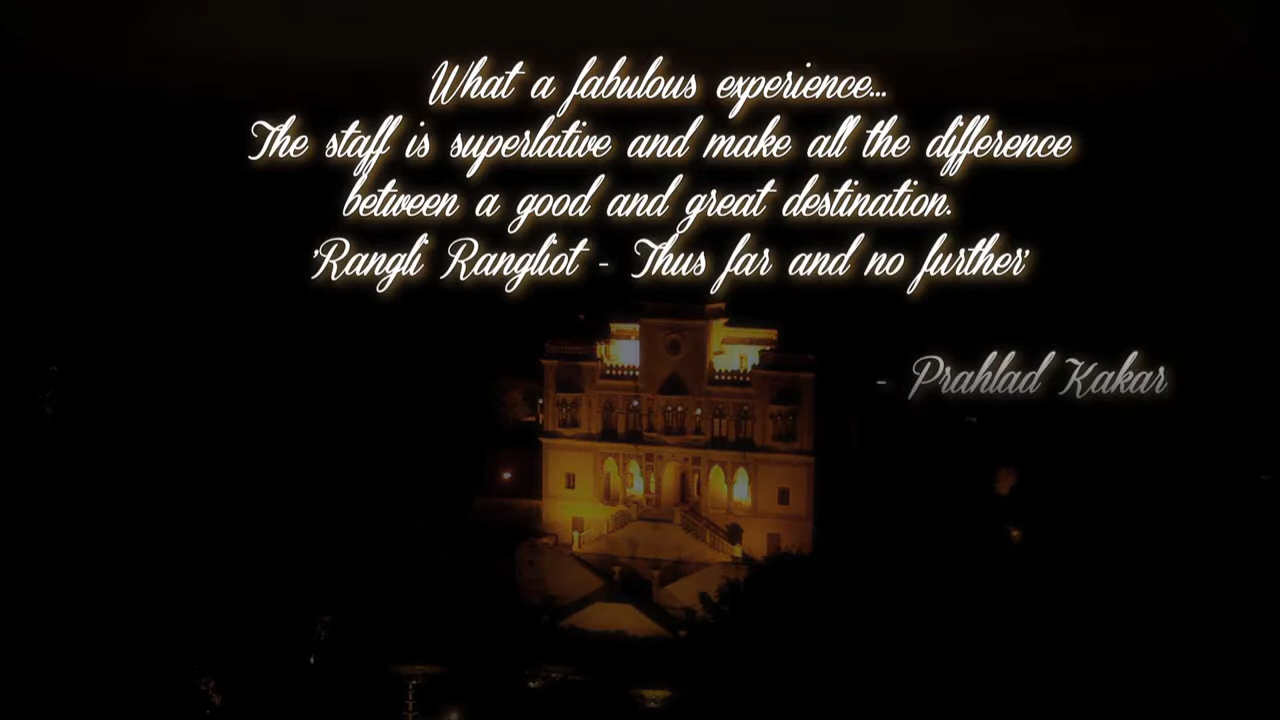 What a fabulous experience...
The staff is superlative and make all the difference
between a good and great destination.
'Rangli Rangliot - Thus far and no further'
- Prahlad Kakar